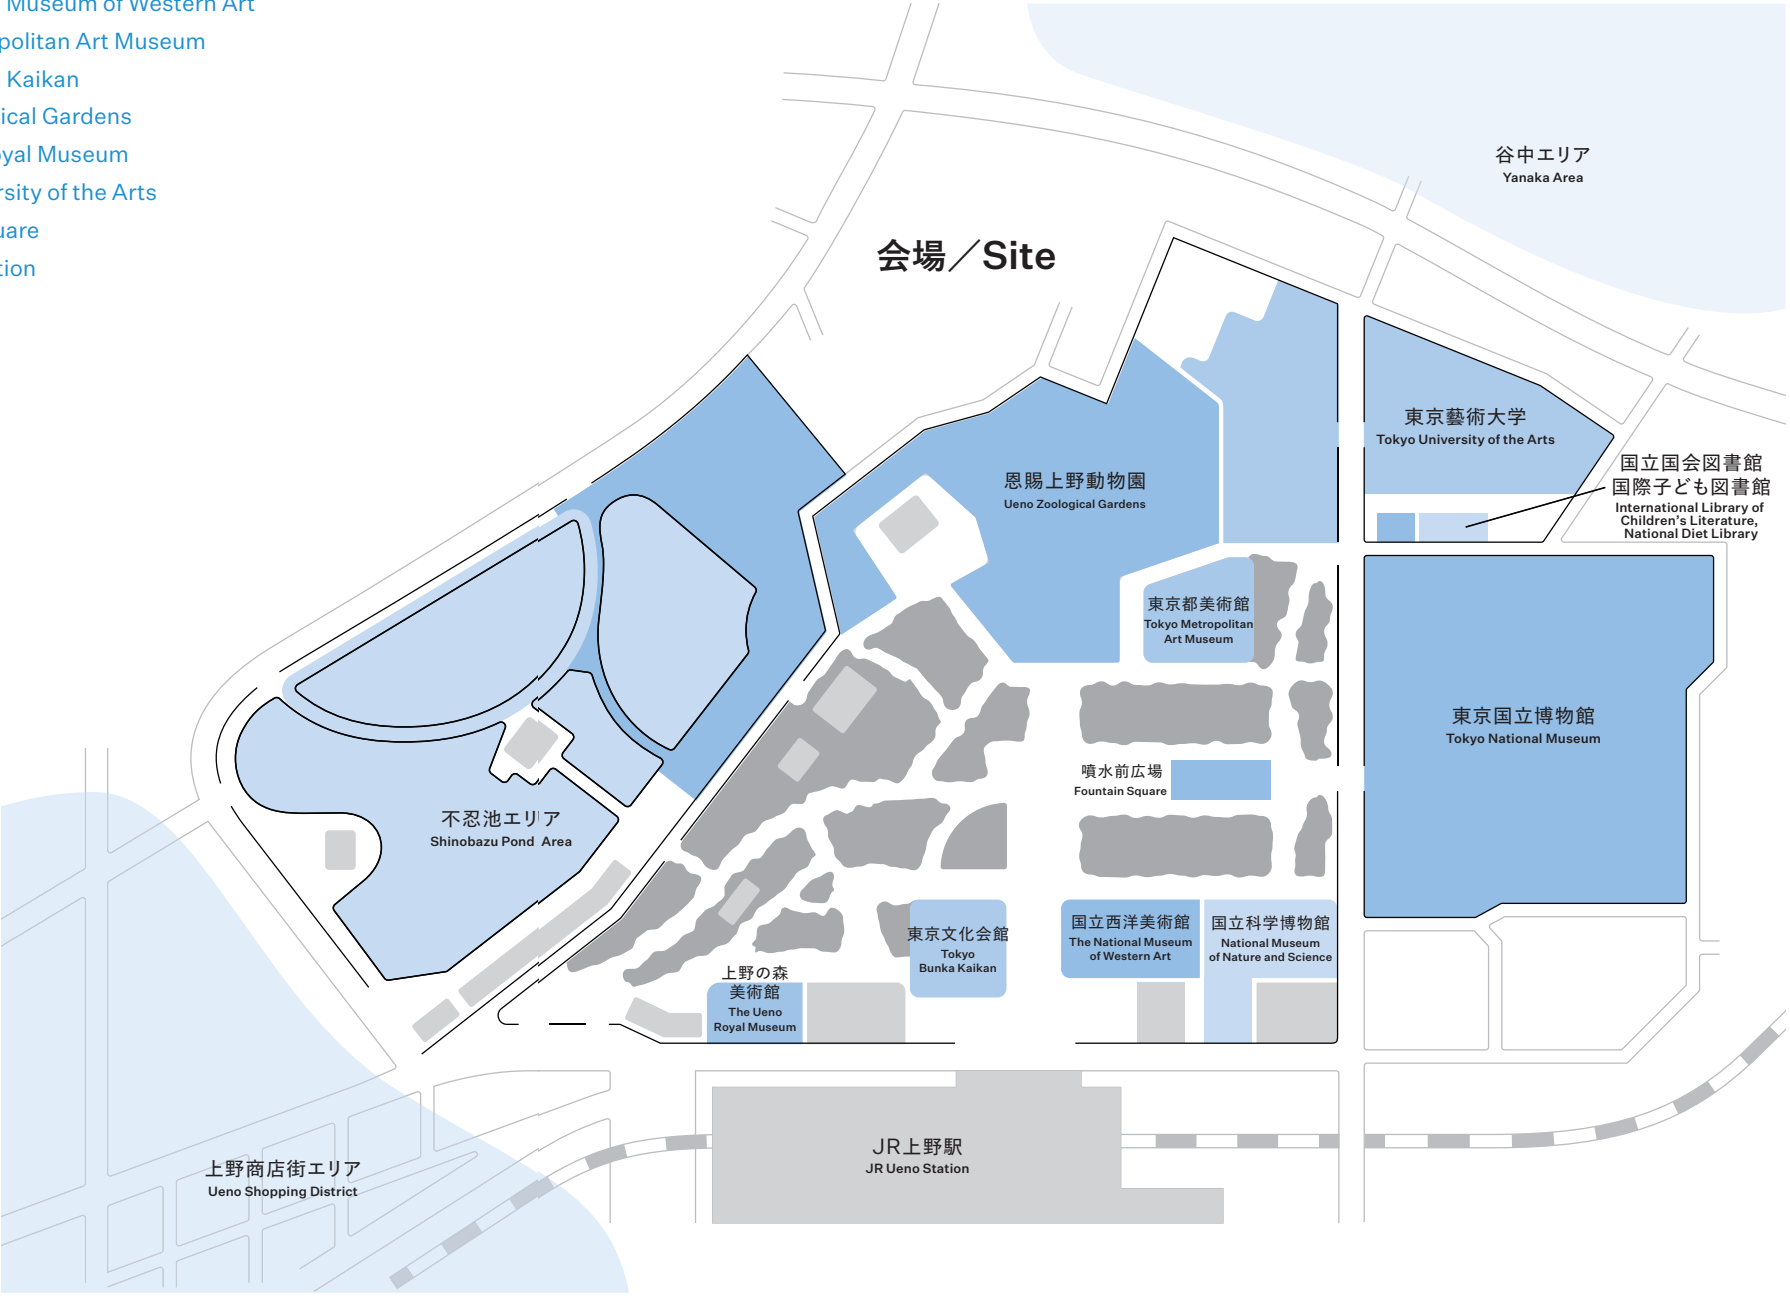 Museum of Western Art
politan Art Museum
Kaikan
ical Gardens
yal Museum
rsity of the Arts
uare
tion
会場／Site
谷中エリア
Yanaka Area
東京藝術大学
Tokyo University of the Arts
国立国会図書館
国際子ども図書館
International Library of
Children's Literature,
National Diet Library
恩賜上野動物園
Ueno Zoological Gardens
東京都美術館
Tokyo Metropolitan
Art Museum
東京国立博物館
Tokyo National Museum
噴水前広場
Fountain Square
不忍池エリア
Shinobazu Pond Area
国立西洋美術館
The National Museum
of Western Art
国立科学博物館
National Museum
of Nature and Science
東京文化会館
Tokyo
Bunka Kaikan
上野の森
美術館
The Ueno
Royal Museum
JR上野駅
JR Ueno Station
上野商店街エリア
Ueno Shopping District